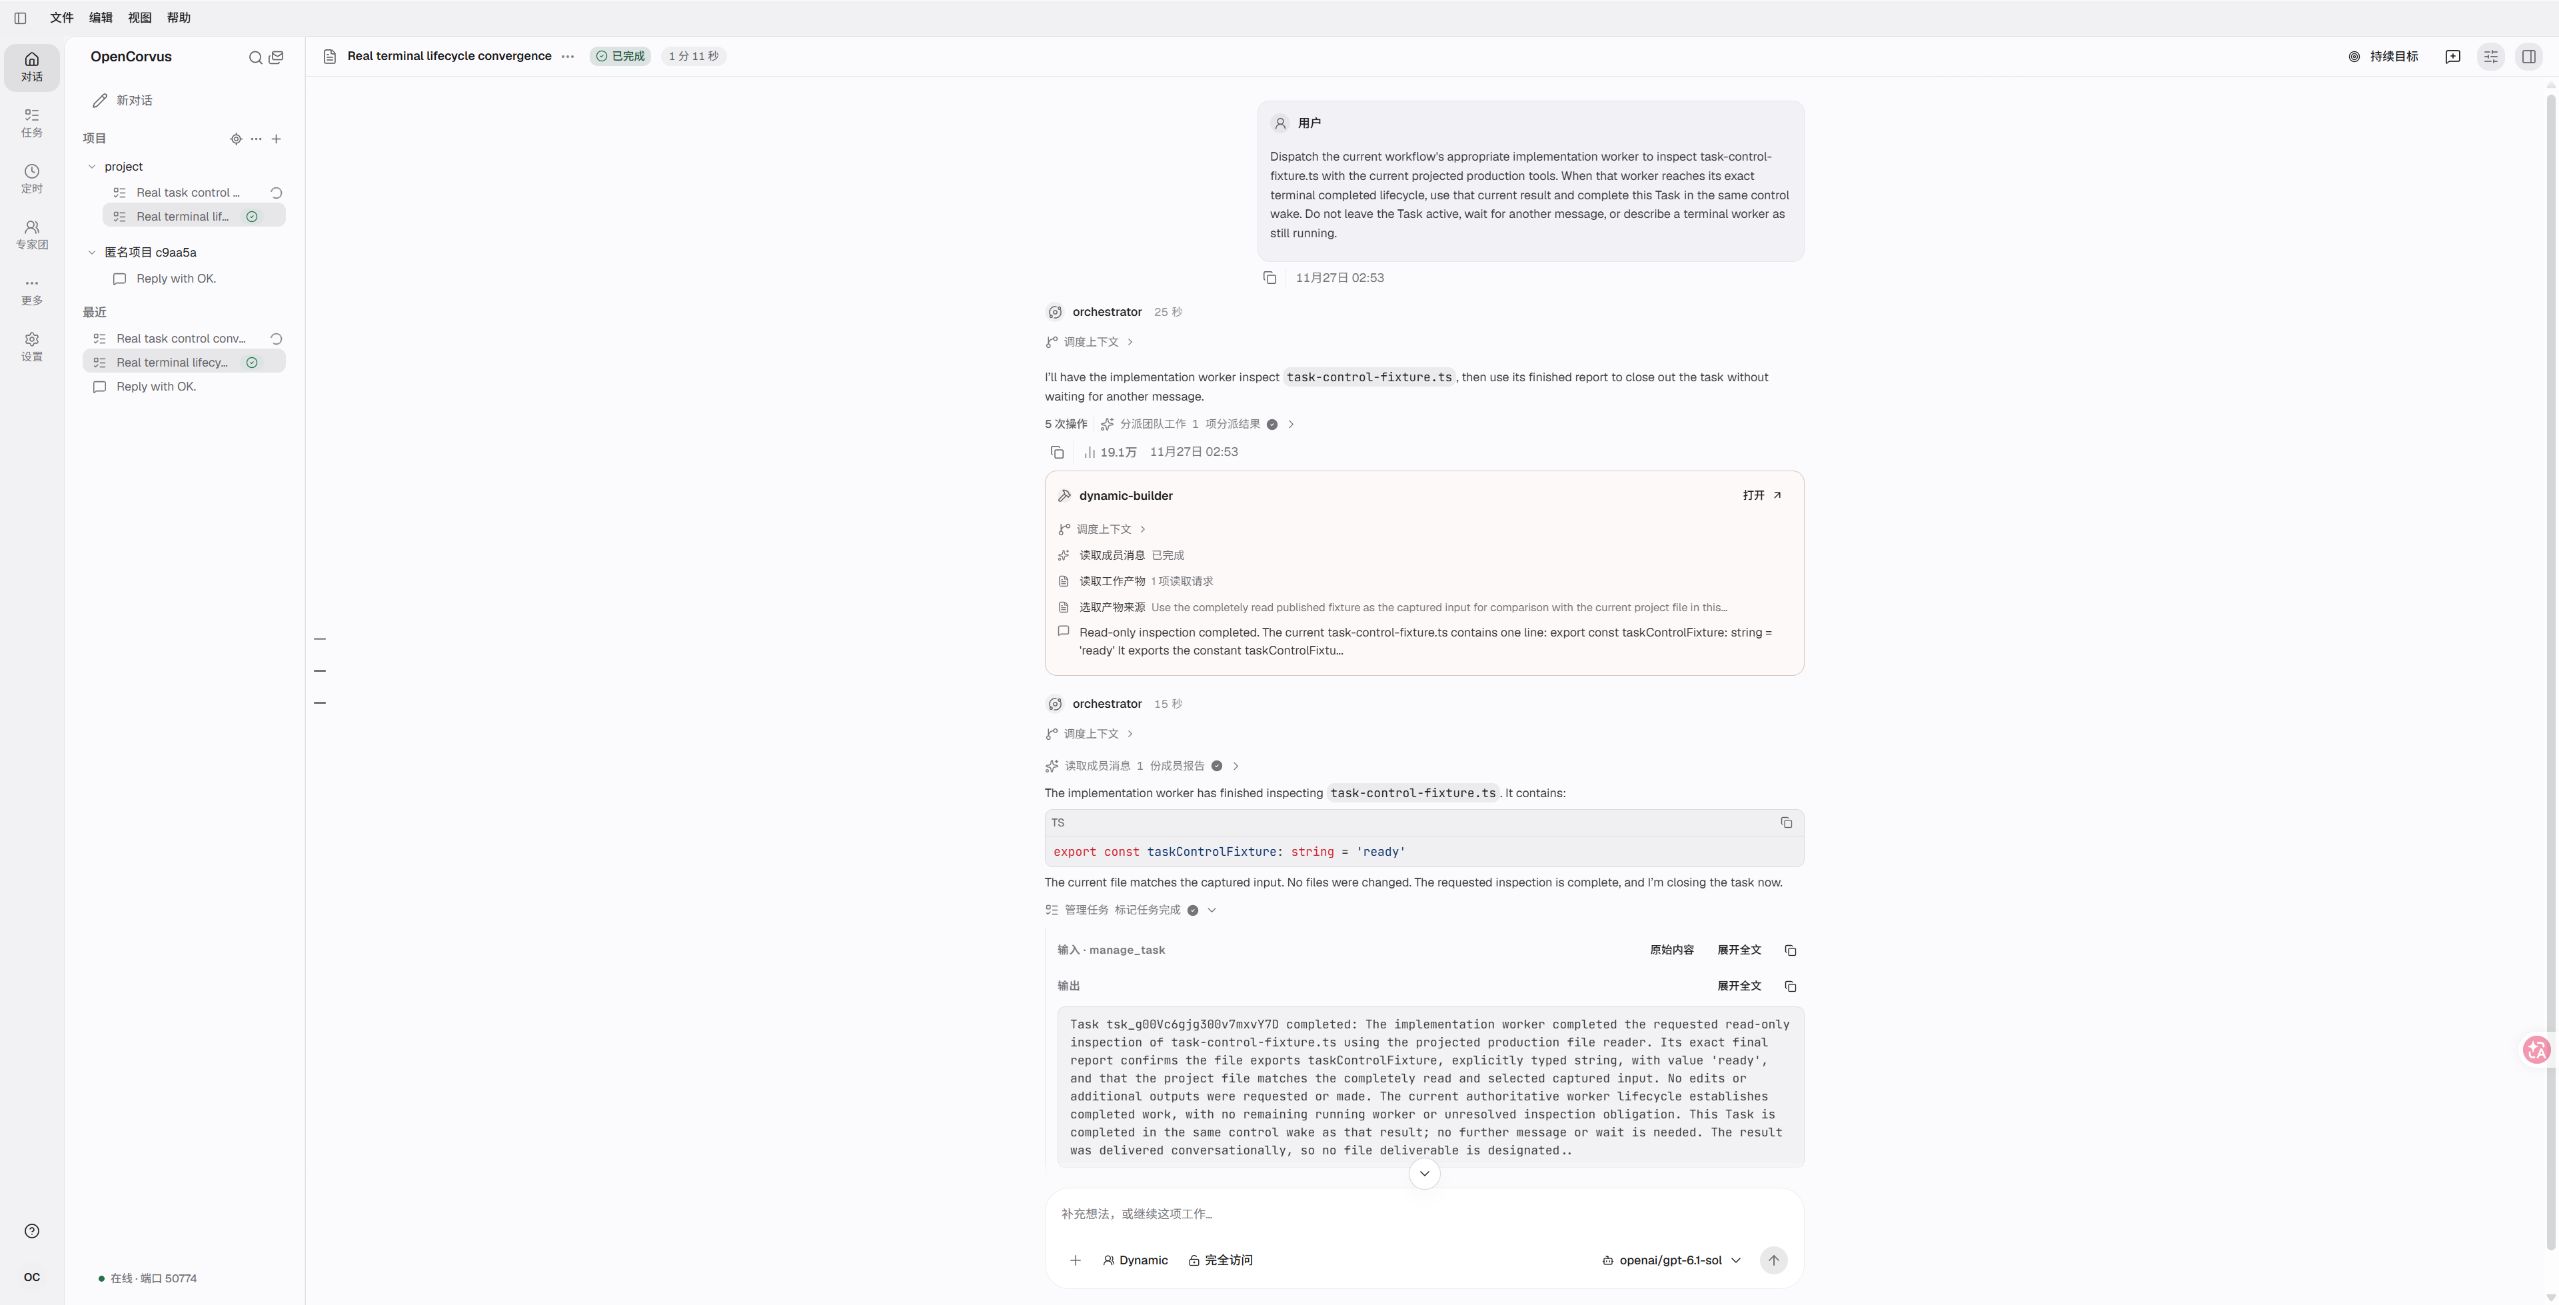 文件 编辑 视图 帮助
对话
任务
定时
专家团
更多
设置
OC
OpenCorvus
新对话
项目
project
Real task control ...
Real terminal lif...
匿名项目 c9aa5a
Reply with OK.
最近
Real task control conv...
Real terminal lifecy...
Reply with OK.
在线 · 端口 50774
Real terminal lifecycle convergence ... 已完成 1 分 11 秒
持续目标
用户
Dispatch the current workflow's appropriate implementation worker to inspect task-control-
fixture.ts with the current projected production tools. When that worker reaches its exact
terminal completed lifecycle, use that current result and complete this Task in the same control
wake. Do not leave the Task active, wait for another message, or describe a terminal worker as
still running.
11月27日 02:53
orchestrator 25 秒
调度上下文
I'll have the implementation worker inspect task-control-fixture.ts, then use its finished report to close out the task without
waiting for another message.
5 次操作 分派团队工作 1 项分派结果
19.1万 11月27日 02:53
dynamic-builder 打开
调度上下文
读取成员消息 已完成
读取工作产物 1 项读取请求
选取产物来源 Use the completely read published fixture as the captured input for comparison with the current project file in this...
Read-only inspection completed. The current task-control-fixture.ts contains one line: export const taskControlFixture: string =
'ready' It exports the constant taskControlFixtu...
orchestrator 15 秒
调度上下文
读取成员消息 1 份成员报告
The implementation worker has finished inspecting task-control-fixture.ts. It contains:
TS
export const taskControlFixture: string = 'ready'
The current file matches the captured input. No files were changed. The requested inspection is complete, and I'm closing the task now.
管理任务 标记任务完成
输入 · manage_task 原始内容 展开全文
输出 展开全文
Task tsk_g00Vc6gjg300v7mxvY7D completed: The implementation worker completed the requested read-only
inspection of task-control-fixture.ts using the projected production file reader. Its exact final
report confirms the file exports taskControlFixture, explicitly typed string, with value 'ready',
and that the project file matches the completely read and selected captured input. No edits or
additional outputs were requested or made. The current authoritative worker lifecycle establishes
completed work, with no remaining running worker or unresolved inspection obligation. This Task is
completed in the same control wake as that result; no further message or wait is needed. The result
was delivered conversationally, so no file deliverable is designated..
补充想法，或继续这项工作...
Dynamic 完全访问 openai/gpt-6.1-sol